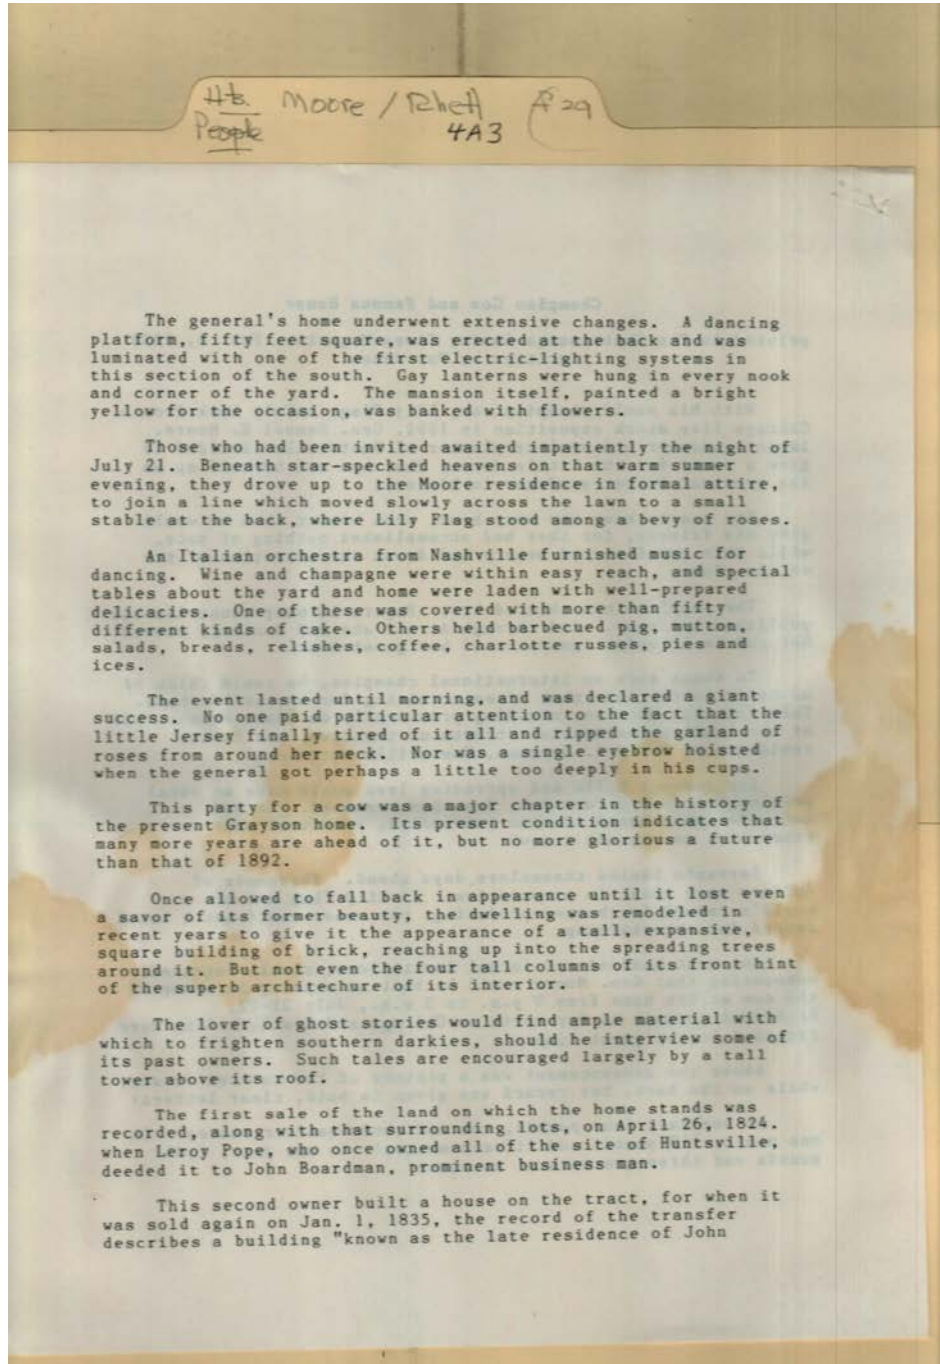 Hts. Moore / Rhett F 29
People 4A3
The general's home underwent extensive changes. A dancing
platform, fifty feet square, was erected at the back and was
luminated with one of the first electric-lighting systems in
this section of the south. Gay lanterns were hung in every nook
and corner of the yard. The mansion itself, painted a bright
yellow for the occasion, was banked with flowers.
Those who had been invited awaited impatiently the night of
July 21. Beneath star-speckled heavens on that warm summer
evening, they drove up to the Moore residence in formal attire,
to join a line which moved slowly across the lawn to a small
stable at the back, where Lily Flag stood among a bevy of roses.
An Italian orchestra from Nashville furnished music for
dancing. Wine and champagne were within easy reach, and special
tables about the yard and home were laden with well-prepared
delicacies. One of these was covered with more than fifty
different kinds of cake. Others held barbecued pig, mutton,
salads, breads, relishes, coffee, charlotte russes, pies and
ices.
The event lasted until morning, and was declared a giant
success. No one paid particular attention to the fact that the
little Jersey finally tired of it all and ripped the garland of
roses from around her neck. Nor was a single eyebrow hoisted
when the general got perhaps a little too deeply in his cups.
This party for a cow was a major chapter in the history of
the present Grayson home. Its present condition indicates that
many more years are ahead of it, but no more glorious a future
than that of 1892.
Once allowed to fall back in appearance until it lost even
a savor of its former beauty, the dwelling was remodeled in
recent years to give it the appearance of a tall, expansive,
square building of brick, reaching up into the spreading trees
around it. But not even the four tall columns of its front hint
of the superb architechure of its interior.
The lover of ghost stories would find ample material with
which to frighten southern darkies, should he interview some of
its past owners. Such tales are encouraged largely by a tall
tower above its roof.
The first sale of the land on which the home stands was
recorded, along with that surrounding lots, on April 26, 1824.
when Leroy Pope, who once owned all of the site of Huntsville,
deeded it to John Boardman, prominent business man.
This second owner built a house on the tract, for when it
was sold again on Jan. 1, 1835, the record of the transfer
describes a building "known as the late residence of John